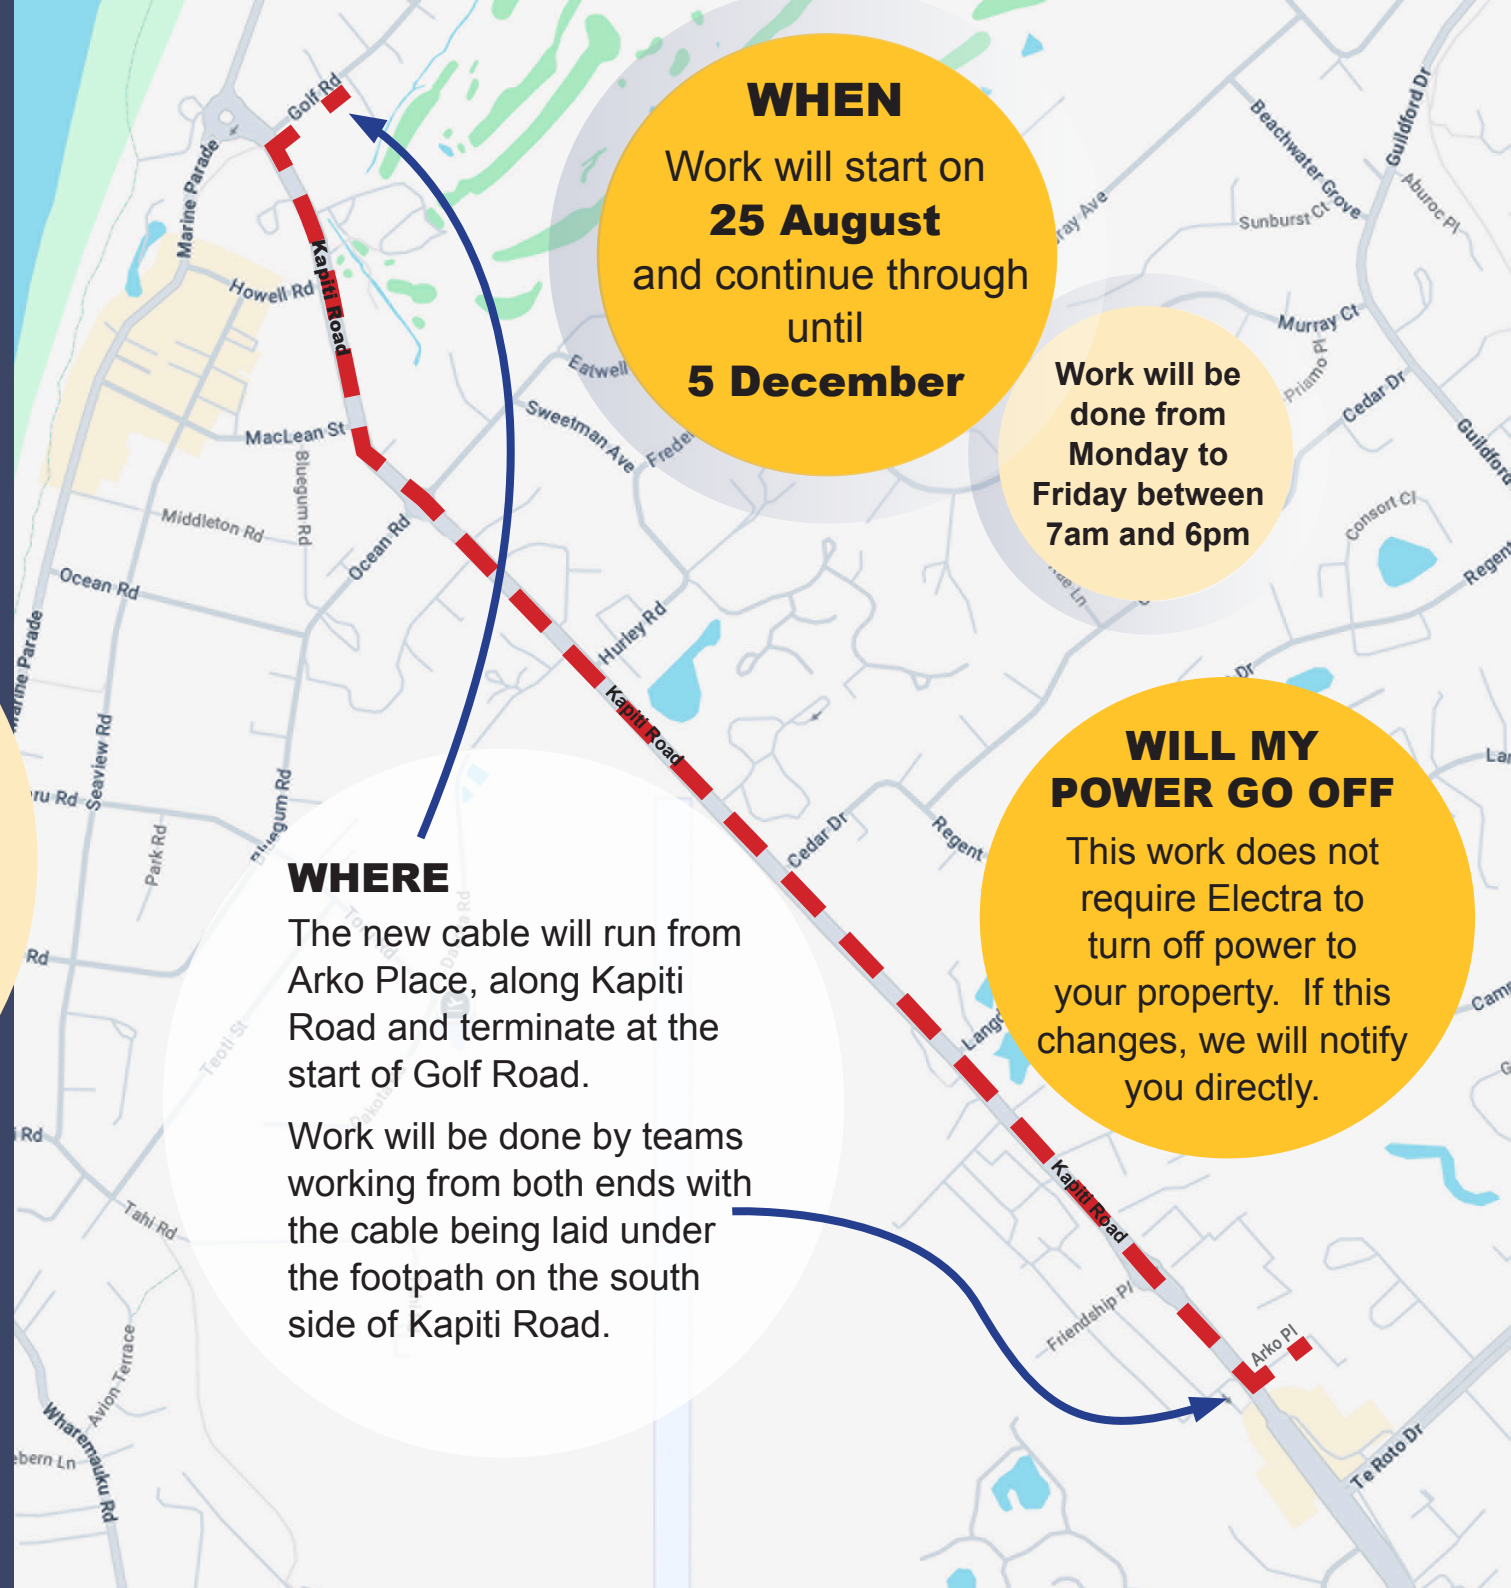 WHEN
Work will start on
25 August
and continue through
until
5 December
Work will be
done from
Monday to
Friday between
7am and 6pm
WILL MY
POWER GO OFF
This work does not
require Electra to
turn off power to
your property.  If this
changes, we will notify
you directly.
WHERE
The new cable will run from
Arko Place, along Kapiti
Road and terminate at the
start of Golf Road.
Work will be done by teams
working from both ends with
the cable being laid under
the footpath on the south
side of Kapiti Road.
Golf Rd
Marine Parade
Howell Rd
Kapiti Road
MacLean St
Bluegum Rd
Middleton Rd
Ocean Rd
Ocean Rd
Eatwell
Sweetman Ave
Hurley Rd
Kapiti Road
Beachwater Grove
Guildford Dr
Aburoc Pl
Sunburst Ct
Murray Ct
Priamo Pl
Cedar Dr
Guildford
Consort Cl
Regent
Dr
Seaview Rd
Park Rd
Bluegum Rd
Rd
Rd
Teoti St
Tahi Rd
Avion Terrace
Wharemauku Rd
Cedar Dr
Regent
Kapiti Road
Friendship Pl
Arko Pl
Te Roto Dr